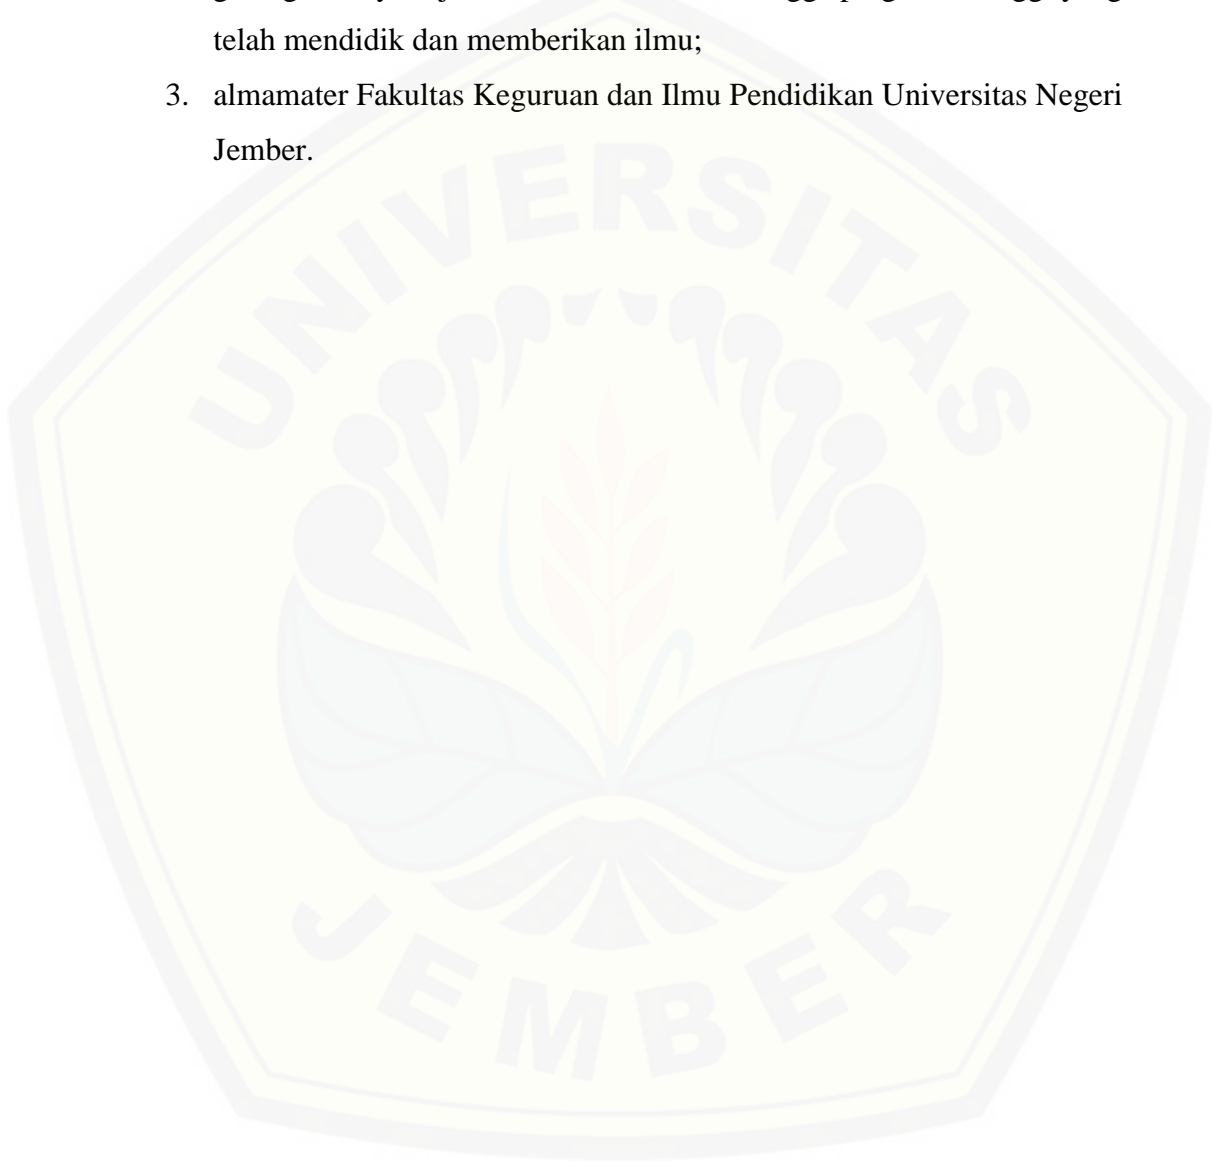 telah mendidik dan memberikan ilmu;
3. almamater Fakultas Keguruan dan Ilmu Pendidikan Universitas Negeri
Jember.
UNIVERSITAS
JEMBER